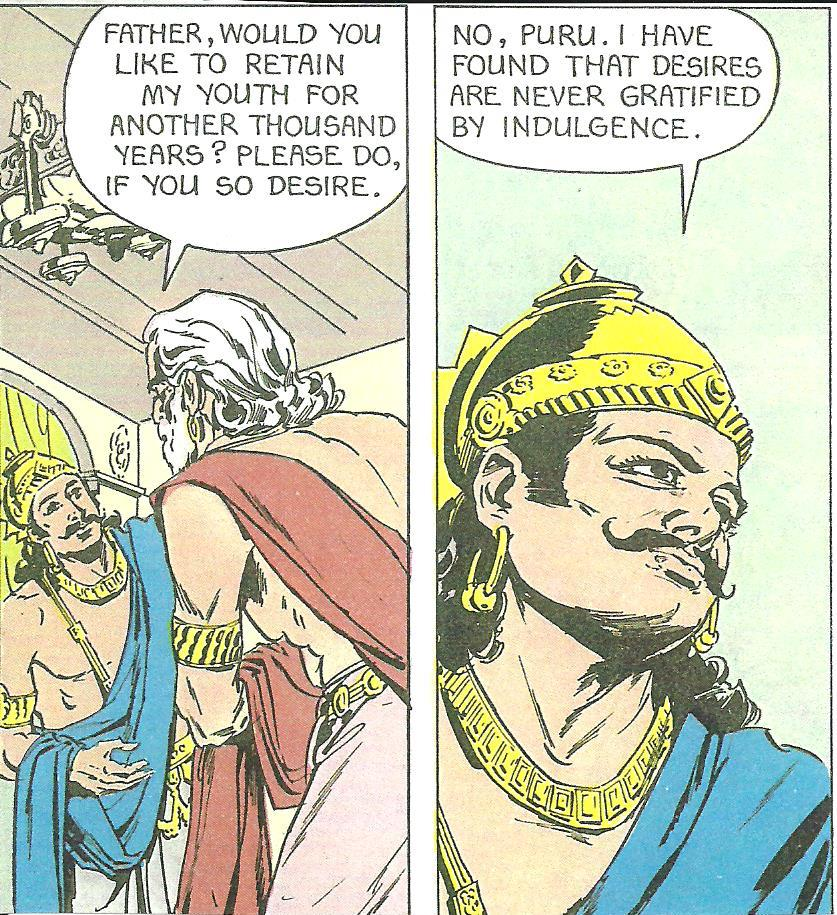 FATHER, WOULD YOU
LIKE TO RETAIN
MY YOUTH FOR
ANOTHER THOUSAND
YEARS? PLEASE DO,
IF YOU SO DESIRE.
NO, PURU. I HAVE
FOUND THAT DESIRES
ARE NEVER GRATIFIED
BY INDULGENCE.